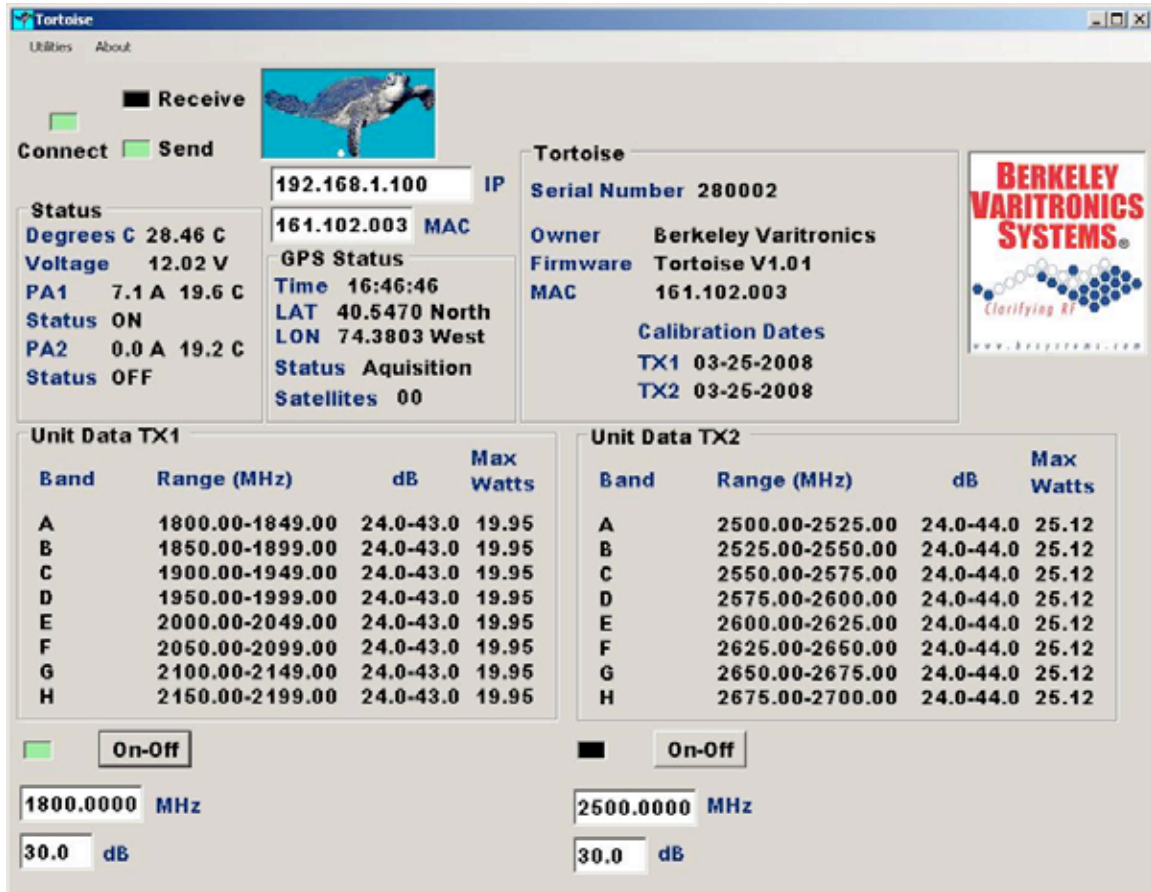 Tortoise
Utilities About
Receive
Connect Send
192.168.1.100 IP
161.102.003 MAC
Status
Degrees C 28.46 C
Voltage 12.02 V
PA1 7.1 A 19.6 C
Status ON
PA2 0.0 A 19.2 C
Status OFF
GPS Status
Time 16:46:46
LAT 40.5470 North
LON 74.3803 West
Status Aquisition
Satellites 00
Tortoise
Serial Number 280002
Owner Berkeley Varitronics
Firmware Tortoise V1.01
MAC 161.102.003
Calibration Dates
TX1 03-25-2008
TX2 03-25-2008
BERKELEY
VARITRONICS
SYSTEMS®
Clarifying RF
www.bvsystems.com
Unit Data TX1
Band Range (MHz) dB Max Watts
A 1800.00-1849.00 24.0-43.0 19.95
B 1850.00-1899.00 24.0-43.0 19.95
C 1900.00-1949.00 24.0-43.0 19.95
D 1950.00-1999.00 24.0-43.0 19.95
E 2000.00-2049.00 24.0-43.0 19.95
F 2050.00-2099.00 24.0-43.0 19.95
G 2100.00-2149.00 24.0-43.0 19.95
H 2150.00-2199.00 24.0-43.0 19.95
On-Off
1800.0000 MHz
30.0 dB
Unit Data TX2
Band Range (MHz) dB Max Watts
A 2500.00-2525.00 24.0-44.0 25.12
B 2525.00-2550.00 24.0-44.0 25.12
C 2550.00-2575.00 24.0-44.0 25.12
D 2575.00-2600.00 24.0-44.0 25.12
E 2600.00-2625.00 24.0-44.0 25.12
F 2625.00-2650.00 24.0-44.0 25.12
G 2650.00-2675.00 24.0-44.0 25.12
H 2675.00-2700.00 24.0-44.0 25.12
On-Off
2500.0000 MHz
30.0 dB